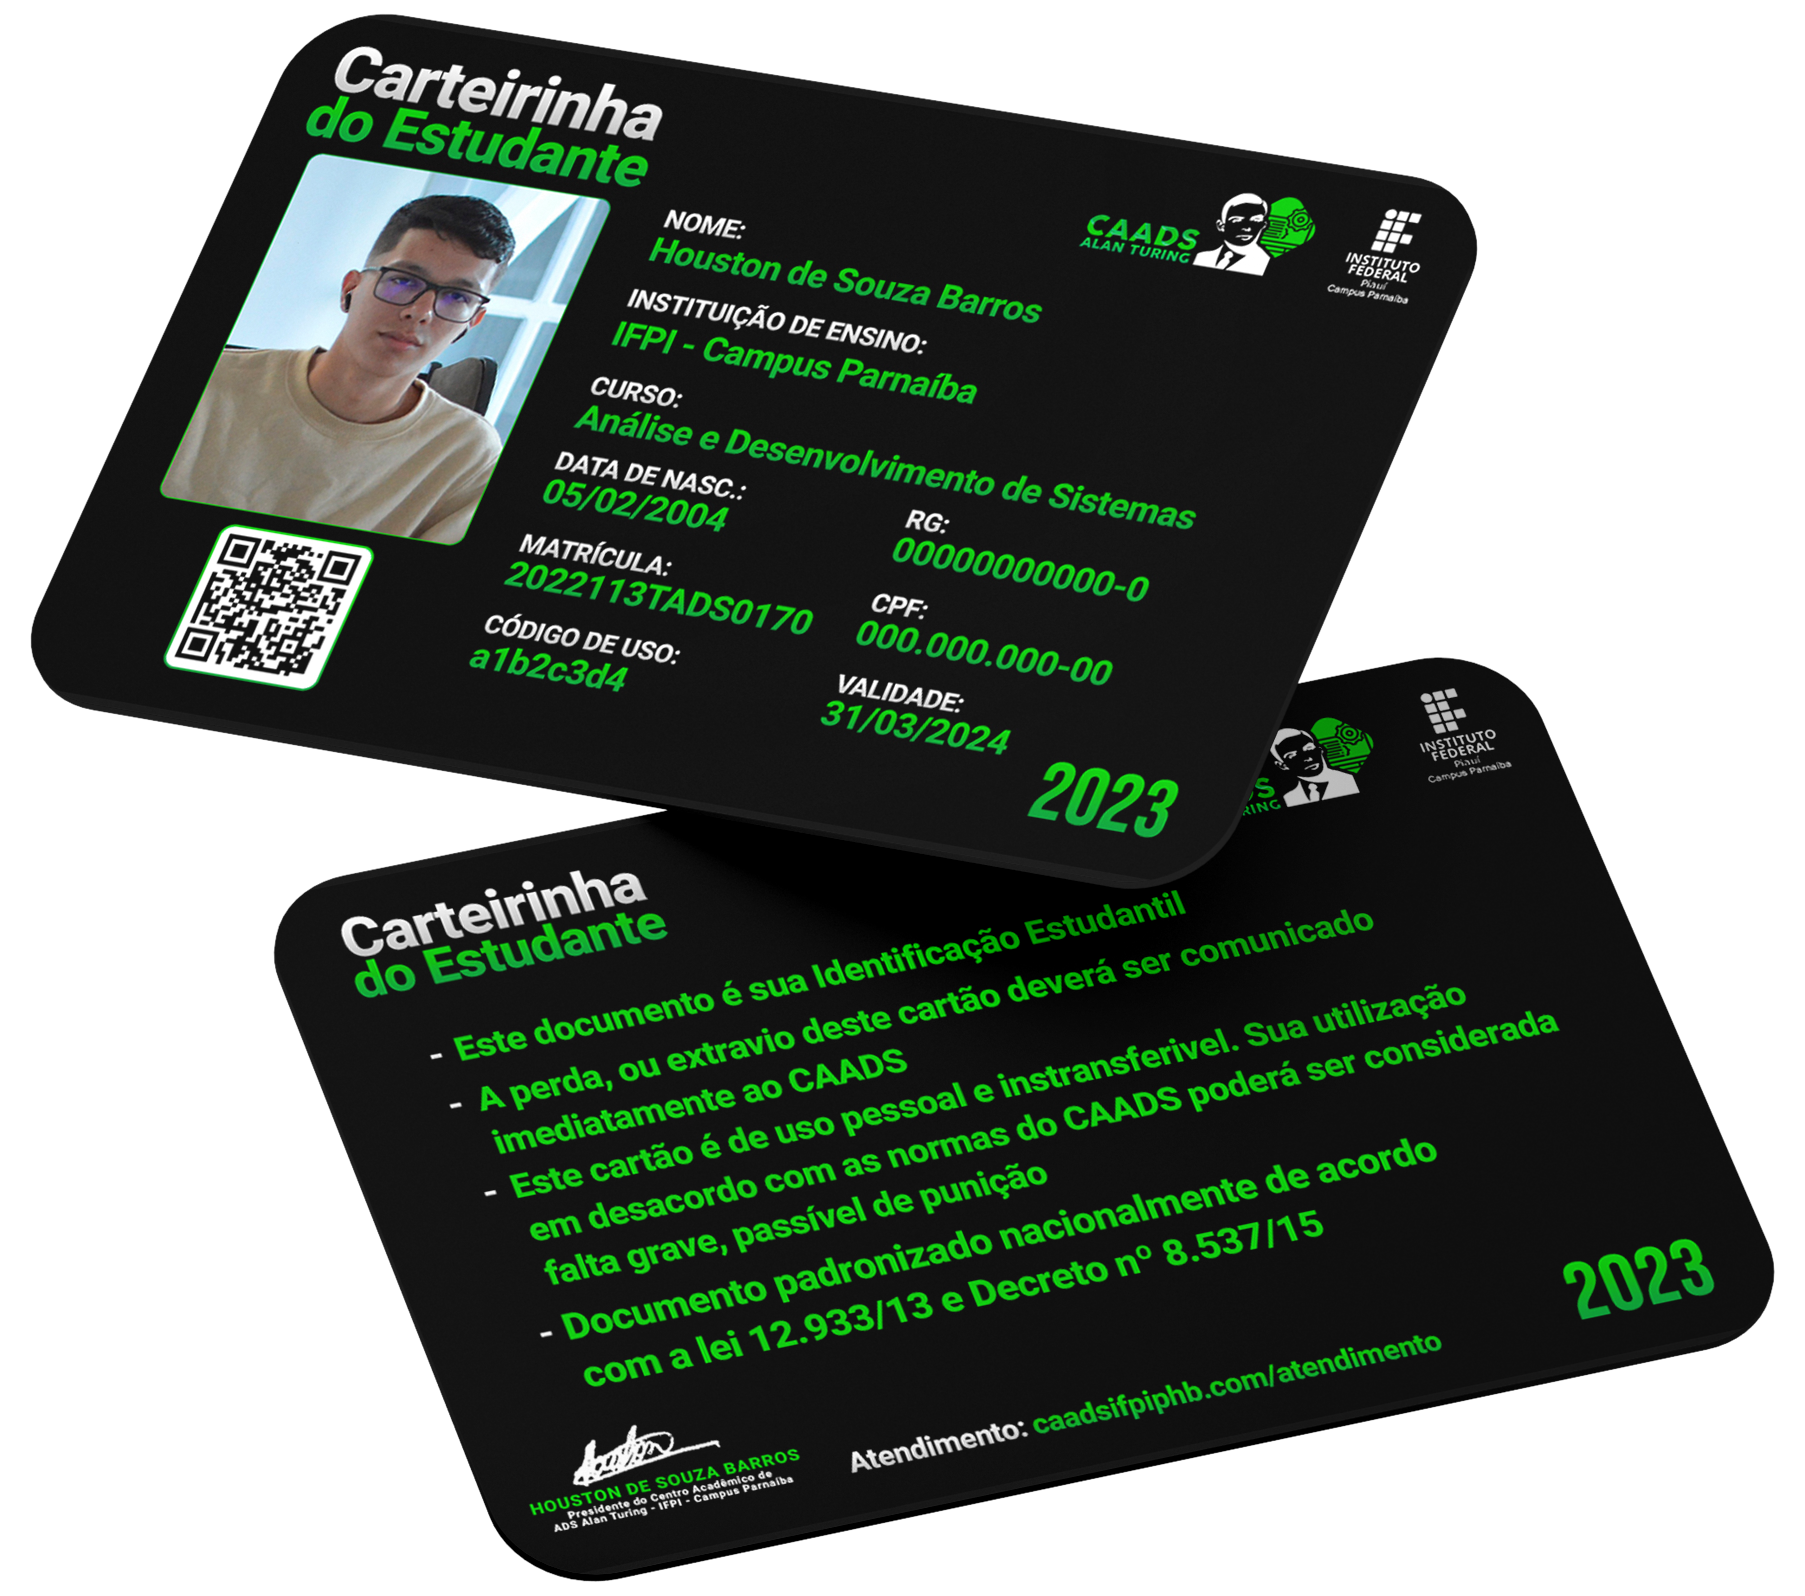 Carteirinha
do Estudante
CAADS
ALAN TURING
INSTITUTO
FEDERAL
Piauí
Campus Parnaíba
NOME:
Houston de Souza Barros
INSTITUIÇÃO DE ENSINO:
IFPI - Campus Parnaíba
CURSO:
Análise e Desenvolvimento de Sistemas
DATA DE NASC.:
05/02/2004
RG:
00000000000-0
MATRÍCULA:
2022113TADS0170
CPF:
000.000.000-00
CÓDIGO DE USO:
a1b2c3d4
VALIDADE:
31/03/2024
2023
DS
RING
INSTITUTO
FEDERAL
Piauí
Campus Parnaíba
Carteirinha
do Estudante
- Este documento é sua Identificação Estudantil
- A perda, ou extravio deste cartão deverá ser comunicado
imediatamente ao CAADS
- Este cartão é de uso pessoal e instransferivel. Sua utilização
em desacordo com as normas do CAADS poderá ser considerada
falta grave, passível de punição
- Documento padronizado nacionalmente de acordo
com a lei 12.933/13 e Decreto nº 8.537/15
2023
HOUSTON DE SOUZA BARROS
Presidente do Centro Acadêmico de
ADS Alan Turing - IFPI - Campus Parnaíba
Atendimento: caadsifpiphb.com/atendimento